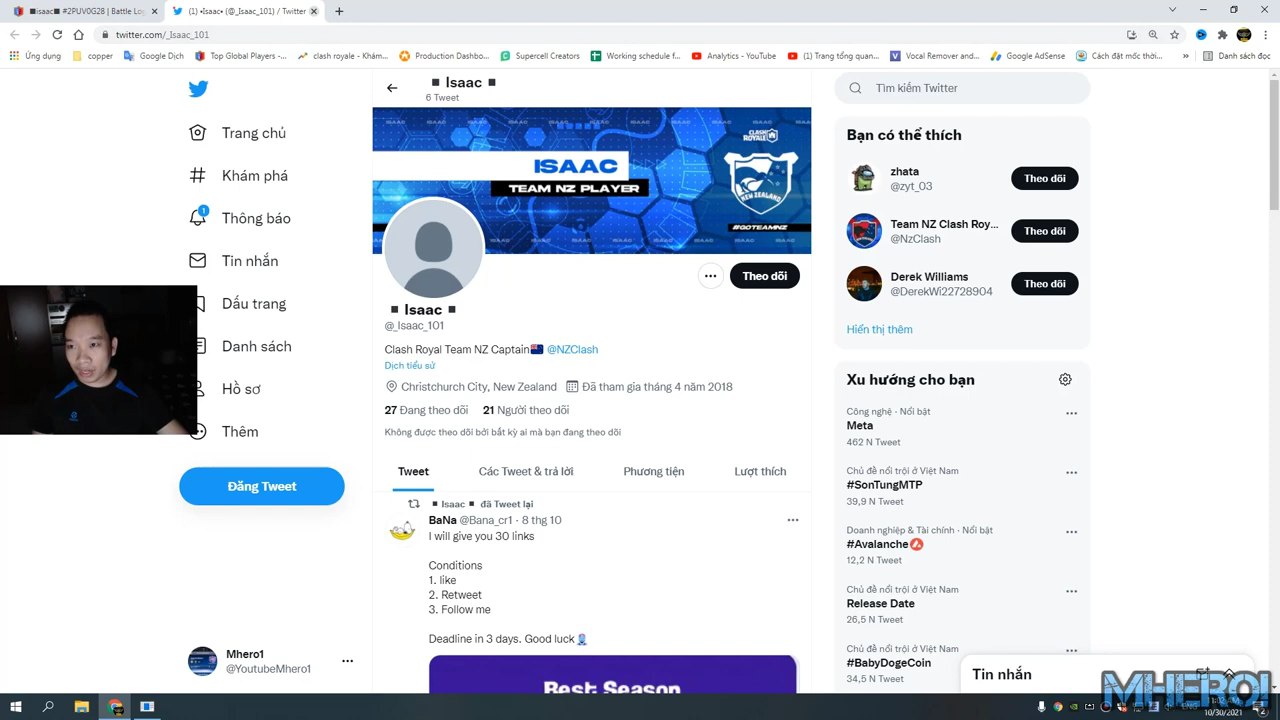 ▪isaac▪ #2PUV0G28 | Battle Lo
(1) ▪Isaac▪ (@_Isaac_101) / Twitter
twitter.com/_Isaac_101
Ứng dụng
copper
Google Dịch
Top Global Players -...
clash royale - Khám...
Production Dashbo...
Supercell Creators
Working schedule f...
Analytics - YouTube
(1) Trang tổng quan...
Vocal Remover and...
Google AdSense
Cài đặt mốc thời...
»
Danh sách đọc
▪ Isaac ▪
6 Tweet
Trang chủ
Khám phá
1
Thông báo
Tin nhắn
Dấu trang
Danh sách
Hồ sơ
Thêm
Đăng Tweet
Mhero1
@YoutubeMhero1
ISAAC
TEAM NZ PLAYER
CLASH ROYALE
NEW ZEALAND
#GOTEAMNZ
Theo dõi
▪ Isaac ▪
@_Isaac_101
Clash Royal Team NZ Captain🇳🇿 @NZClash
Dịch tiểu sử
Christchurch City, New Zealand Đã tham gia tháng 4 năm 2018
27 Đang theo dõi 21 Người theo dõi
Không được theo dõi bởi bất kỳ ai mà bạn đang theo dõi
Tweet
Các Tweet & trả lời
Phương tiện
Lượt thích
▪ Isaac ▪ đã Tweet lại
BaNa @Bana_cr1 · 8 thg 10
I will give you 30 links
Conditions
1. like
2. Retweet
3. Follow me
Deadline in 3 days. Good luck
Best Season
Tìm kiếm Twitter
Bạn có thể thích
zhata
@zyt_03
Theo dõi
Team NZ Clash Roy...
@NzClash
Theo dõi
Derek Williams
@DerekWi22728904
Theo dõi
Hiển thị thêm
Xu hướng cho bạn
Công nghệ · Nổi bật
Meta
462 N Tweet
Chủ đề nổi trội ở Việt Nam
#SonTungMTP
39,9 N Tweet
Doanh nghiệp & Tài chính · Nổi bật
#Avalanche
12,2 N Tweet
Chủ đề nổi trội ở Việt Nam
Release Date
26,5 N Tweet
Chủ đề nổi trội ở Việt Nam
#BabyDogeCoin
34,5 N Tweet
Tin nhắn
MHERO1
10/30/2021
2